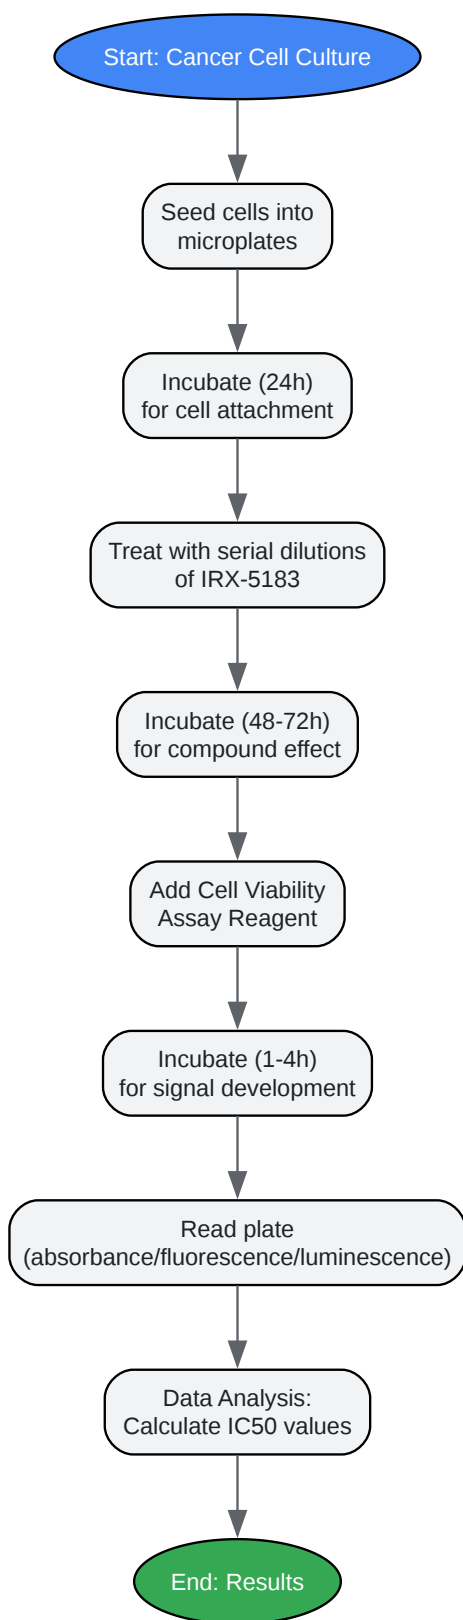 Start: Cancer Cell Culture
Seed cells into
microplates
Incubate (24h)
for cell attachment
Treat with serial dilutions
of IRX-5183
Incubate (48-72h)
for compound effect
Add Cell Viability
Assay Reagent
Incubate (1-4h)
for signal development
Read plate
(absorbance/fluorescence/luminescence)
Data Analysis:
Calculate IC50 values
End: Results